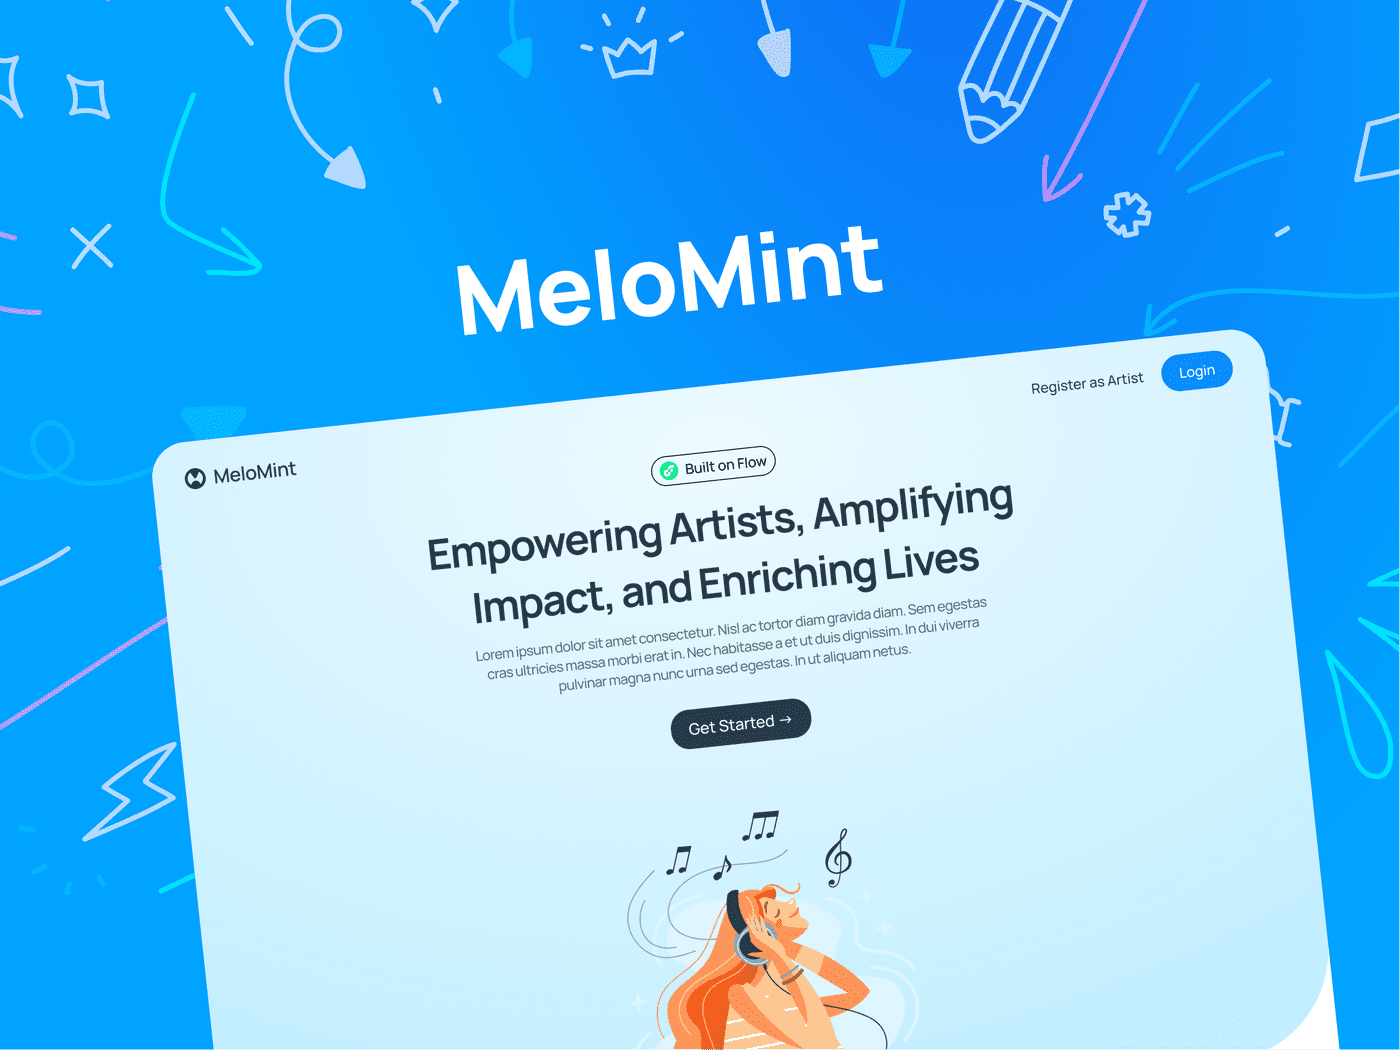 MeloMint
Register as Artist
Login
MeloMint
Built on Flow
Empowering Artists, Amplifying
Impact, and Enriching Lives
Lorem ipsum dolor sit amet consectetur. Nisl ac tortor diam gravida diam. Sem egestas
cras ultricies massa morbi erat in. Nec habitasse a et ut duis dignissim. In dui viverra
pulvinar magna nunc urna sed egestas. In ut aliquam netus.
Get Started →